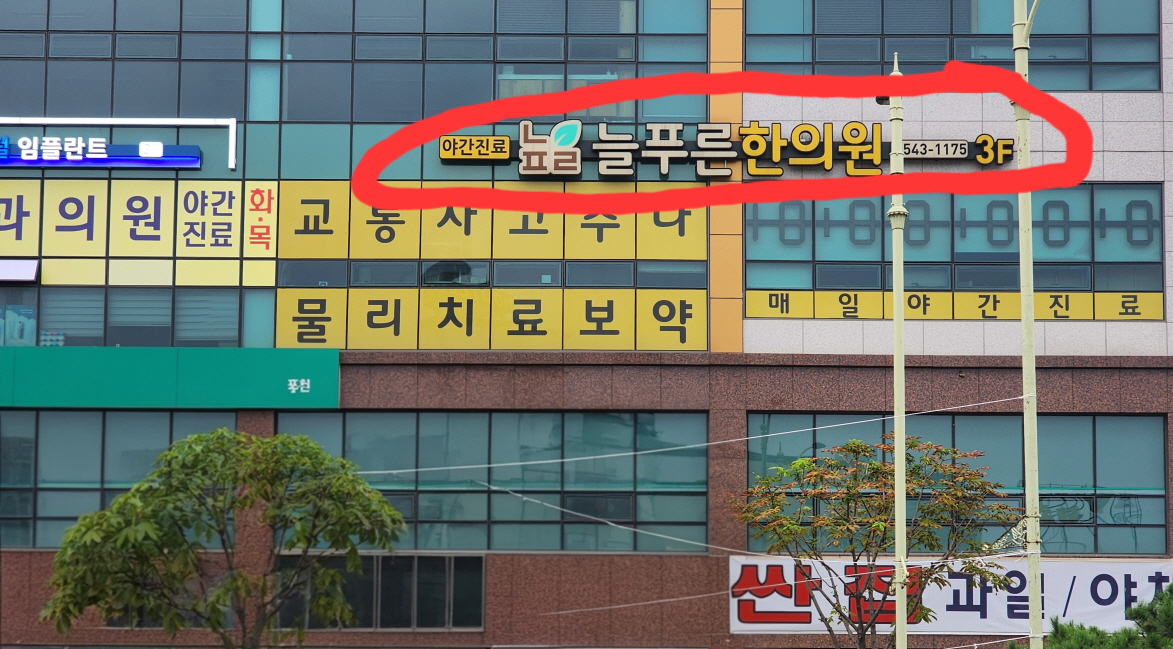 임플란트
야간진료 늘푸른한의원 543-1175 3F
과의원 야간진료 화·목
교통사고추나
물리치료보약
매일야간진료
푸천
싼 과일 / 야채